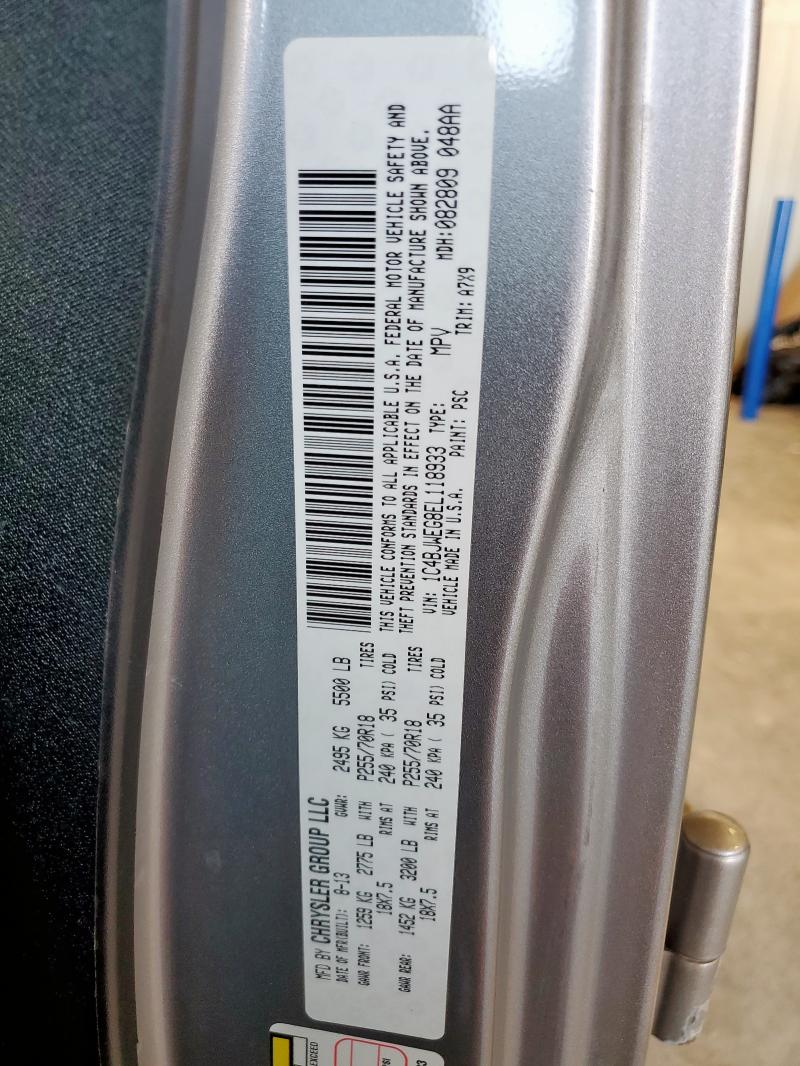 MFD BY CHRYSLER GROUP LLC
DATE OF MFR(BUILT): 8-13 GVWR: 2495 KG 5500 LB
GAWR FRONT: 1259 KG 2775 LB WITH P255/70R18 TIRES
18X7.5 RIMS AT 240 KPA ( 35 PSI) COLD
GAWR REAR: 1452 KG 3200 LB WITH P255/70R18 TIRES
18X7.5 RIMS AT 240 KPA ( 35 PSI) COLD
THIS VEHICLE CONFORMS TO ALL APPLICABLE U.S.A. FEDERAL MOTOR VEHICLE SAFETY AND
THEFT PREVENTION STANDARDS IN EFFECT ON THE DATE OF MANUFACTURE SHOWN ABOVE.
VIN: 1C4BJWEG8EL118933 TYPE: MPV MDH:082809 048AA
VEHICLE MADE IN U.S.A. PAINT: PSC TRIM: A7X9
EXCEED